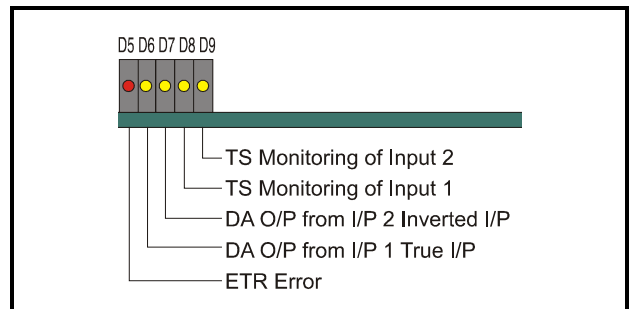 D5 D6 D7 D8 D9
TS Monitoring of Input 2
TS Monitoring of Input 1
DA O/P from I/P 2 Inverted I/P
DA O/P from I/P 1 True I/P
ETR Error